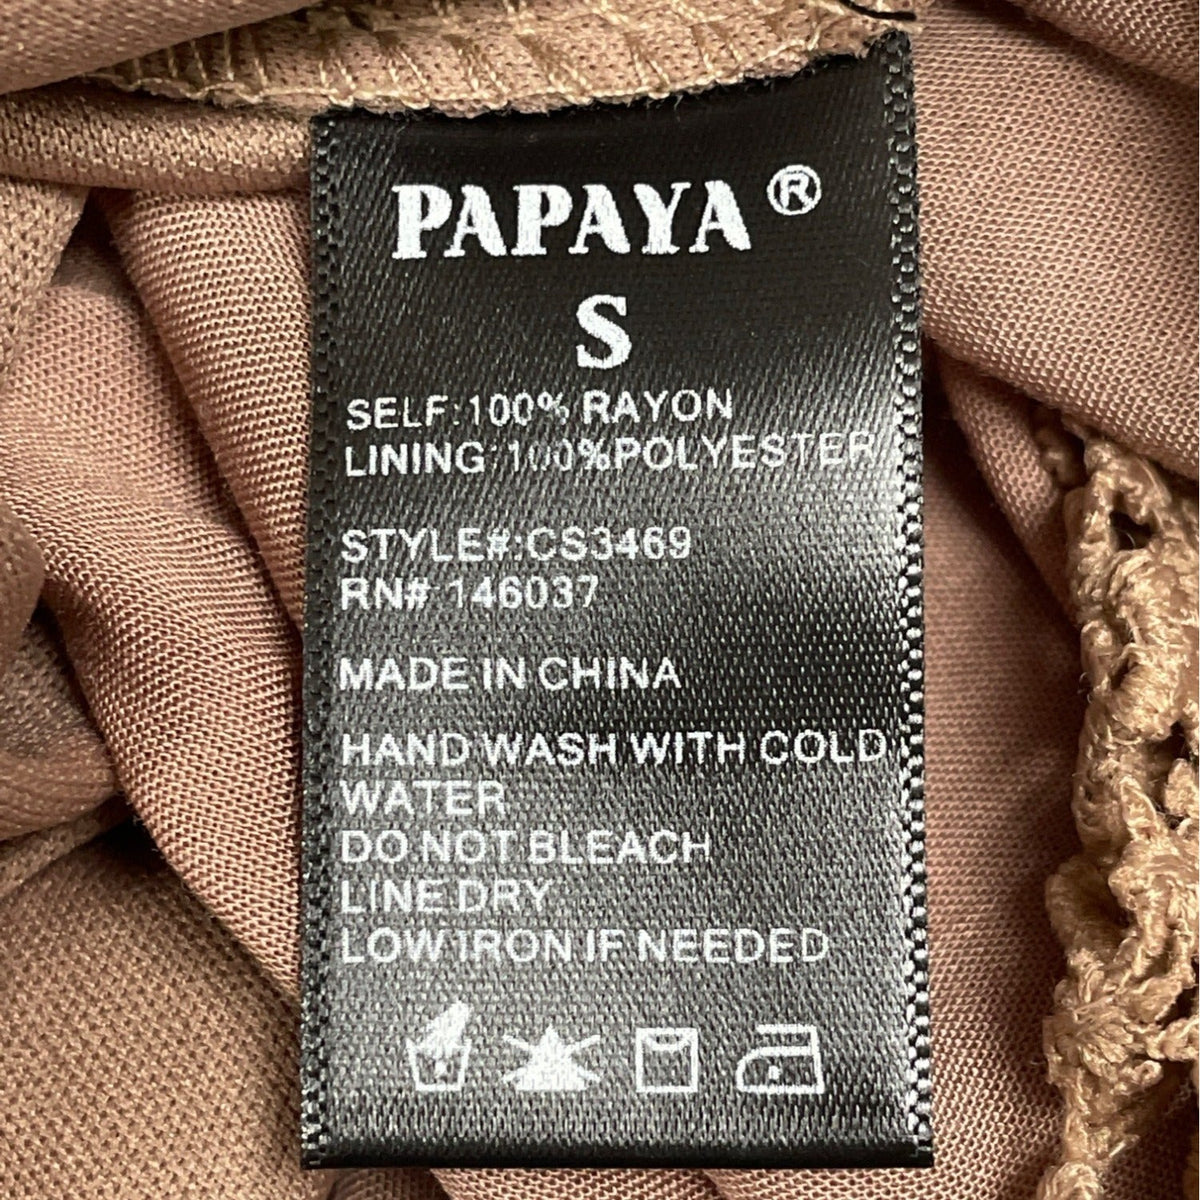 PAPAYA®
S
SELF:100% RAYON
LINING:100%POLYESTER
STYLE#:CS3469
RN# 146037
MADE IN CHINA
HAND WASH WITH COLD
WATER
DO NOT BLEACH
LINE DRY
LOW IRON IF NEEDED